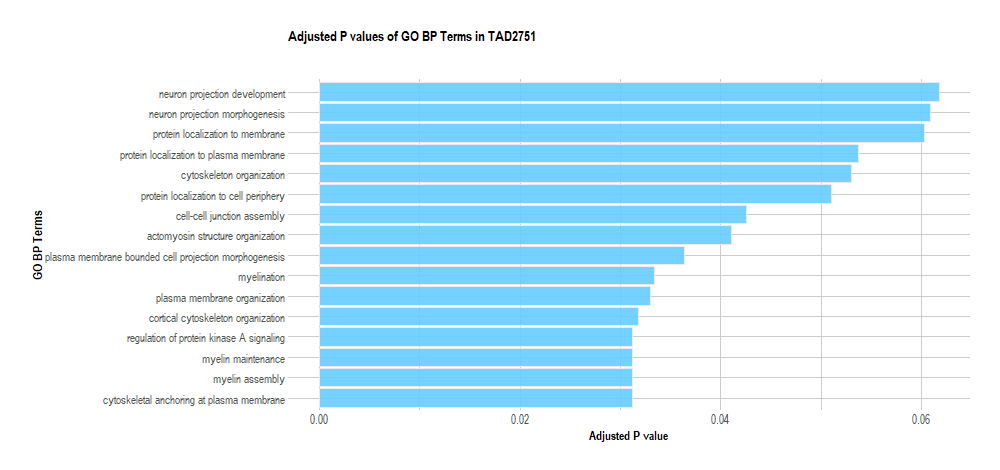 Adjusted P values of GO BP Terms in TAD2751
GO BP Terms
neuron projection development
neuron projection morphogenesis
protein localization to membrane
protein localization to plasma membrane
cytoskeleton organization
protein localization to cell periphery
cell-cell junction assembly
actomyosin structure organization
plasma membrane bounded cell projection morphogenesis
myelination
plasma membrane organization
cortical cytoskeleton organization
regulation of protein kinase A signaling
myelin maintenance
myelin assembly
cytoskeletal anchoring at plasma membrane
0.00 0.02 0.04 0.06
Adjusted P value